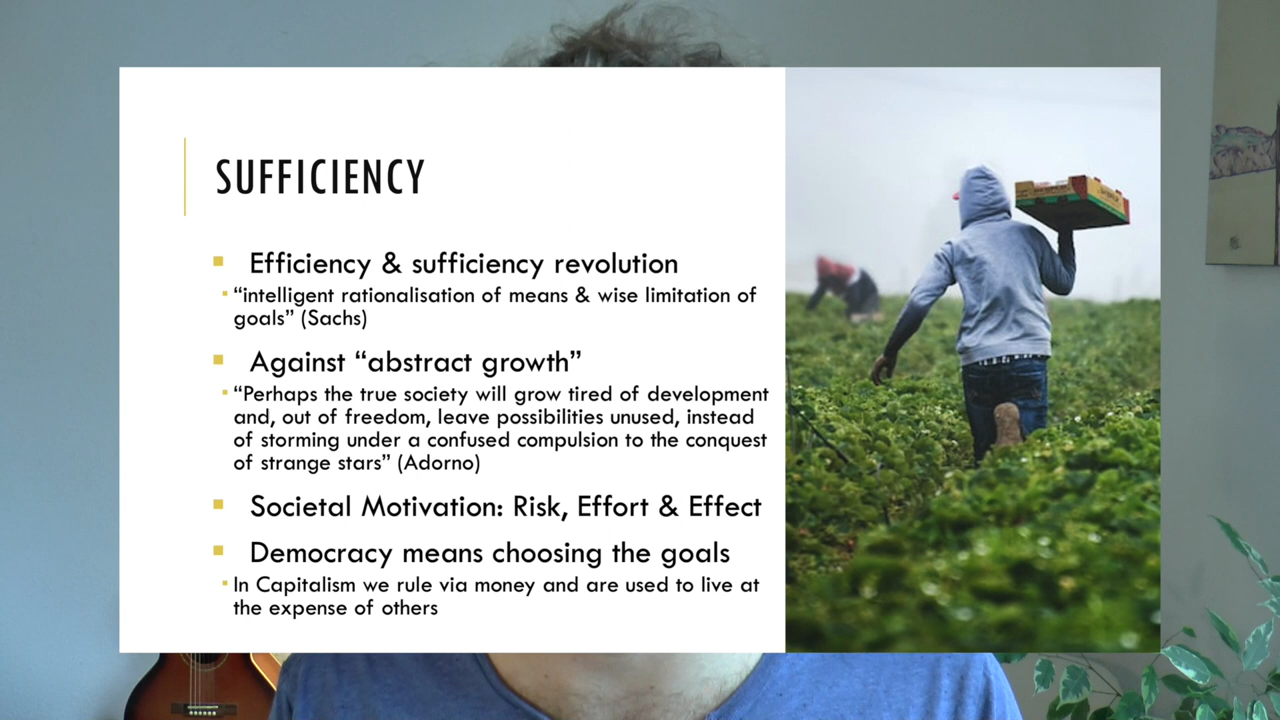 SUFFICIENCY
Efficiency & sufficiency revolution
“intelligent rationalisation of means & wise limitation of
goals” (Sachs)
Against “abstract growth”
“Perhaps the true society will grow tired of development
and, out of freedom, leave possibilities unused, instead
of storming under a confused compulsion to the conquest
of strange stars” (Adorno)
Societal Motivation: Risk, Effort & Effect
Democracy means choosing the goals
In Capitalism we rule via money and are used to live at
the expense of others